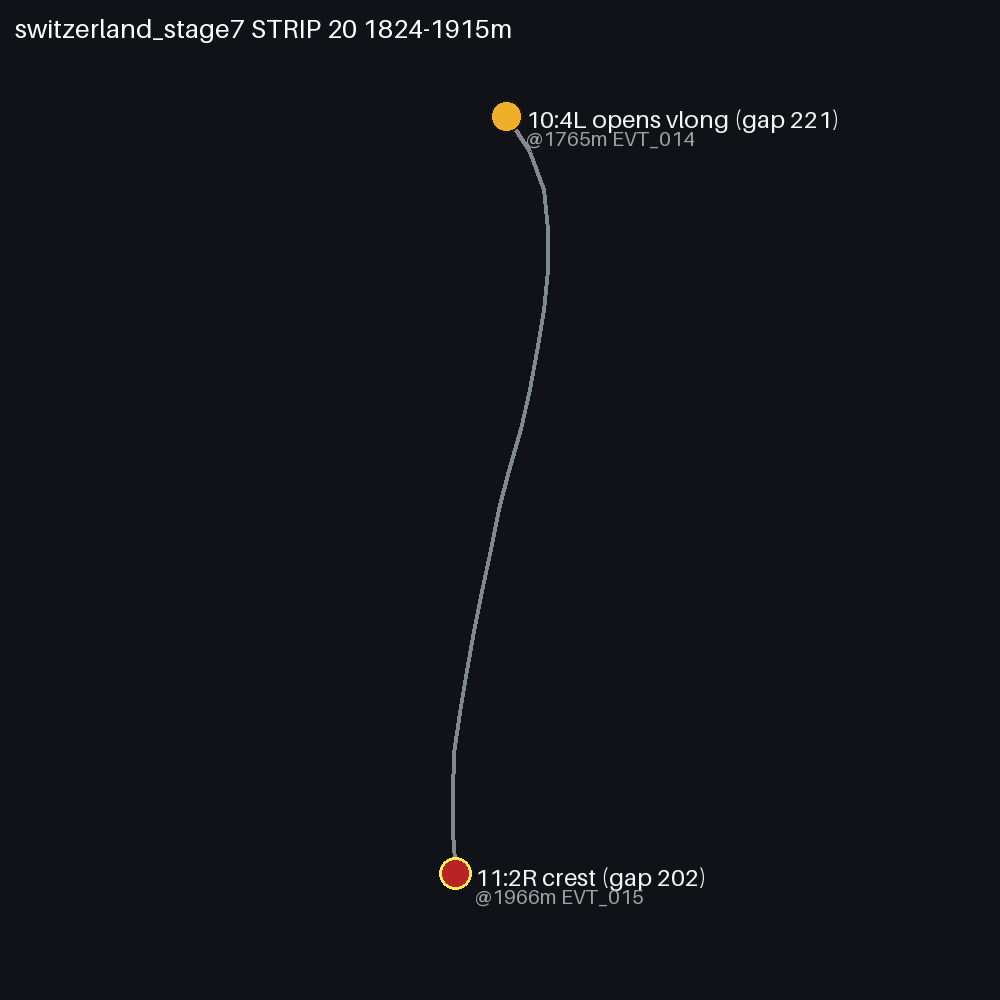 switzerland_stage7 STRIP 20 1824-1915m
10:4L opens vlong (gap 221)
@1765m EVT_014
11:2R crest (gap 202)
@1966m EVT_015